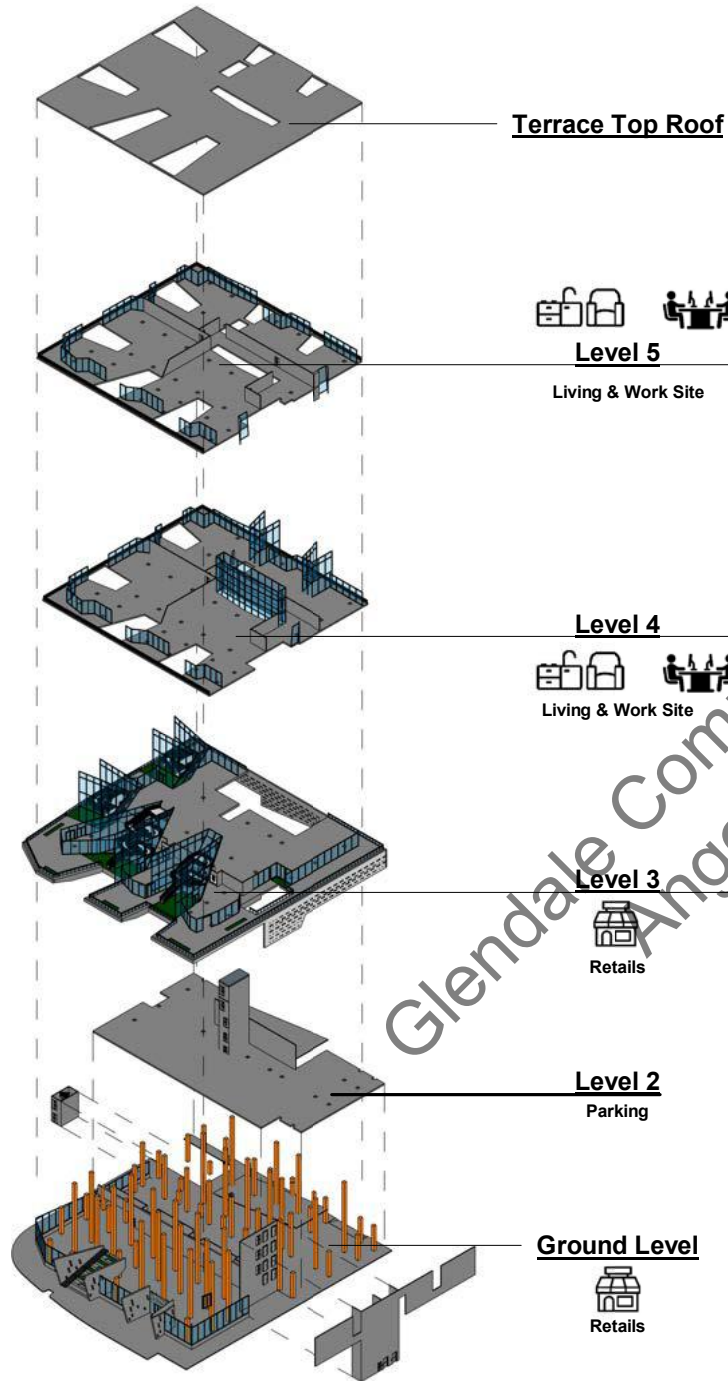 Terrace Top Roof
Level 5
Living & Work Site
Level 4
Living & Work Site
Level 3
Retails
Level 2
Parking
Ground Level
Retails
Glendale Com
Ange